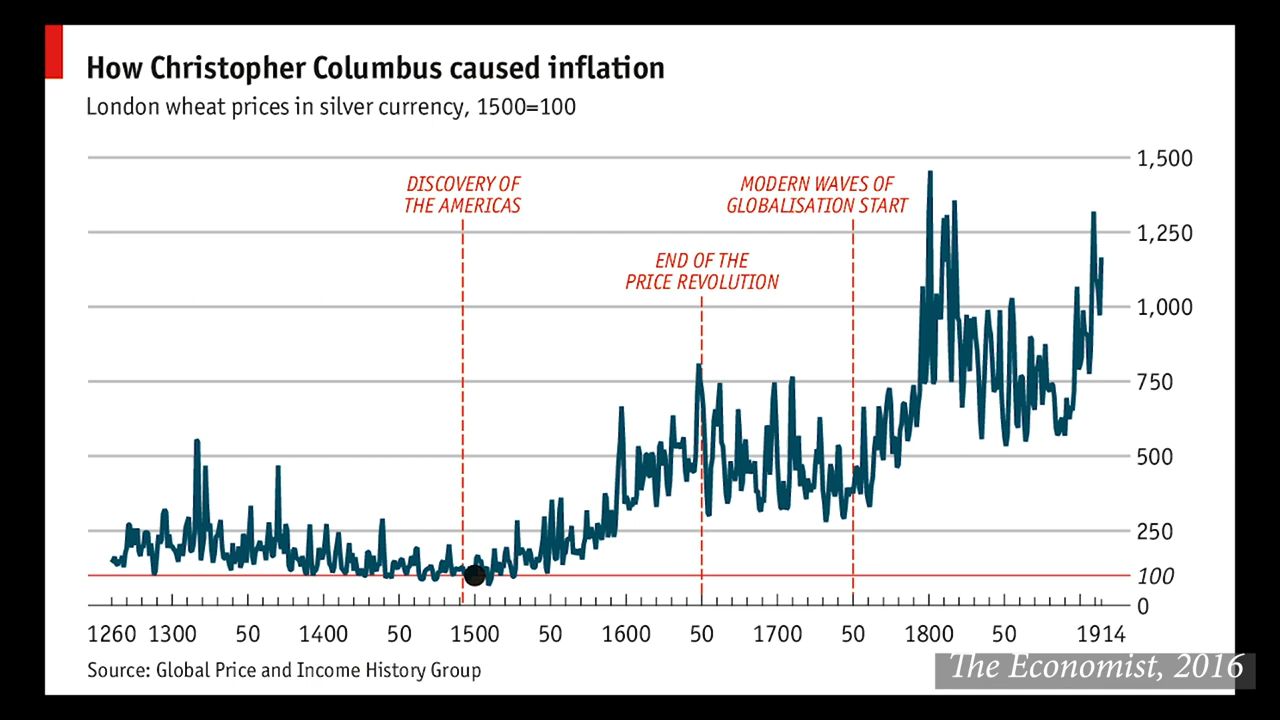 How Christopher Columbus caused inflation
London wheat prices in silver currency, 1500=100
1,500
DISCOVERY OF
THE AMERICAS
MODERN WAVES OF
GLOBALISATION START
1,250
END OF THE
PRICE REVOLUTION
1,000
750
500
250
100
0
1260 1300 50 1400 50 1500 50 1600 50 1700 50 1800 50 1914
Source: Global Price and Income History Group
The Economist, 2016